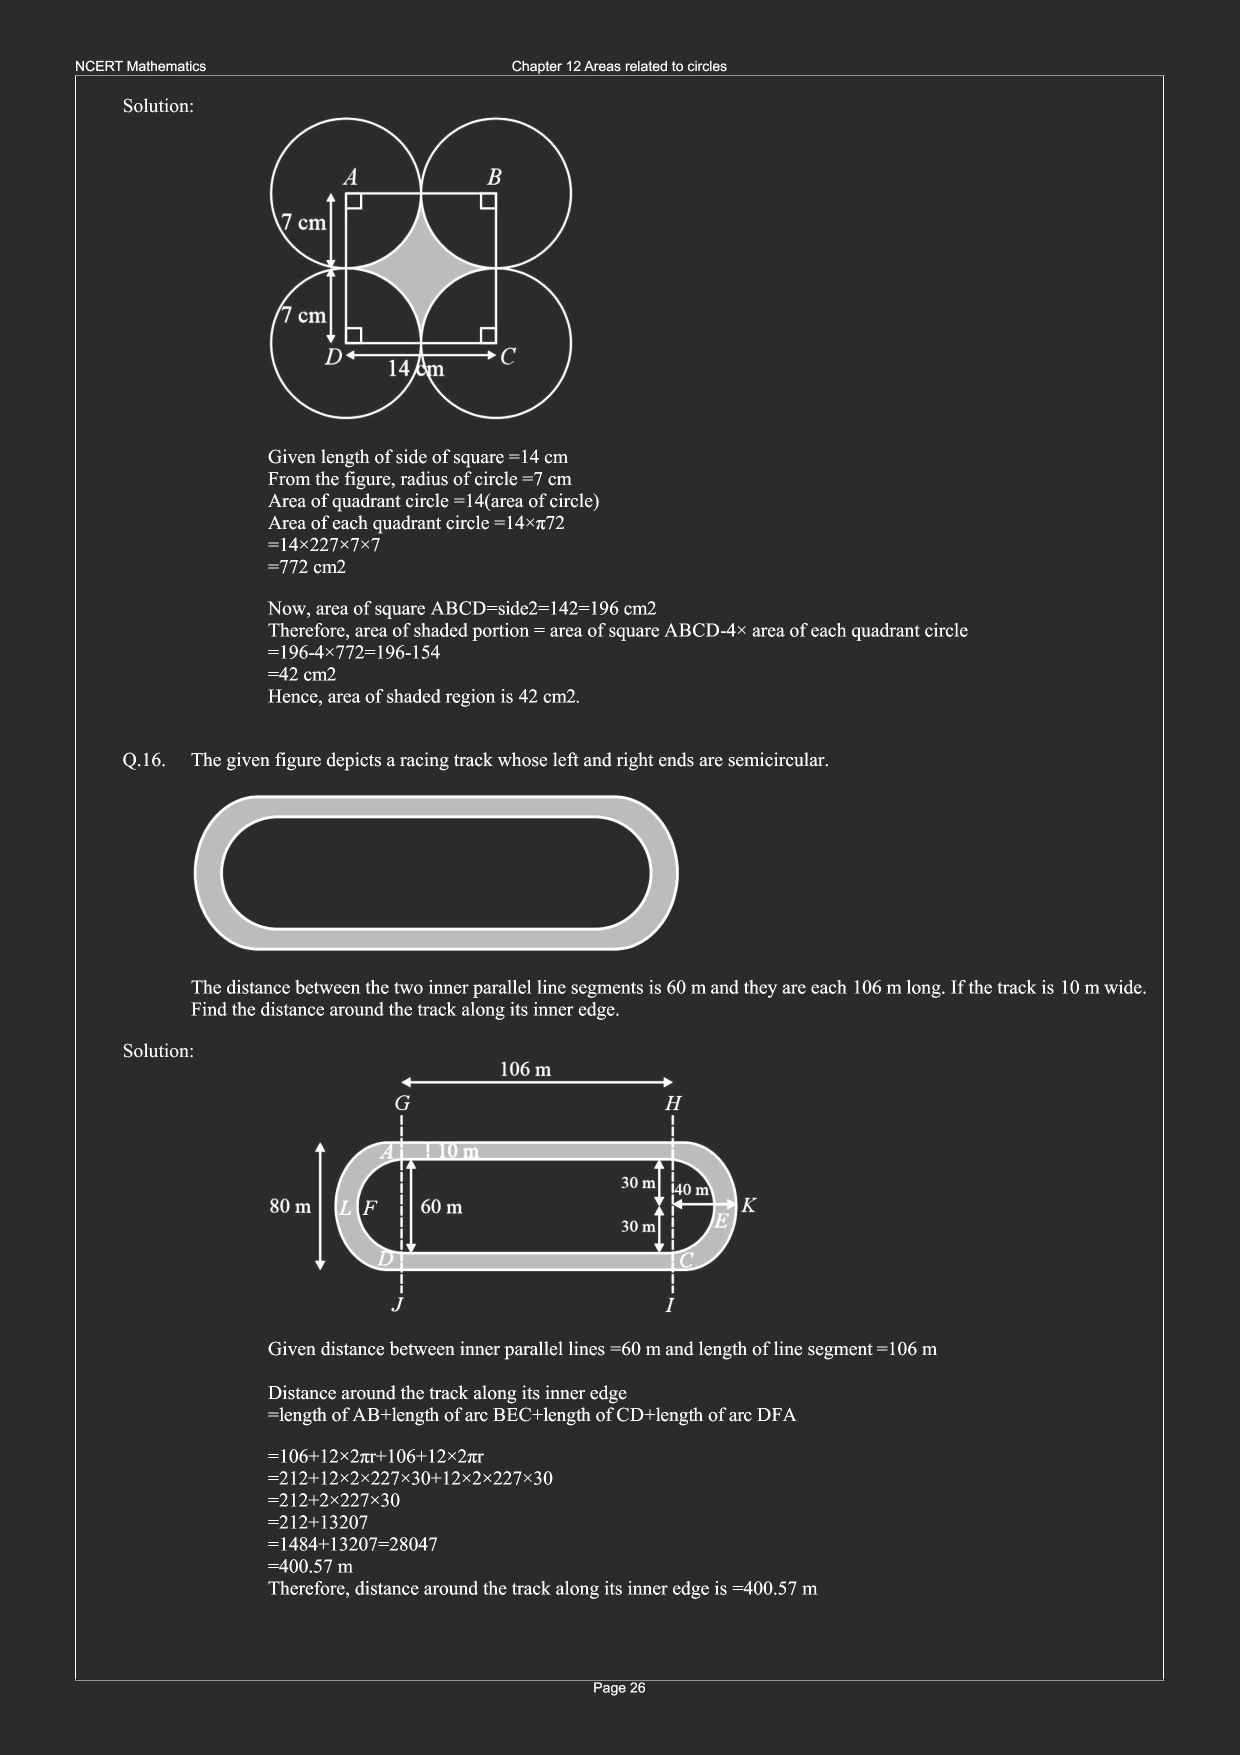 NCERT Mathematics
Chapter 12 Areas related to circles
Solution:
A
B
7 cm
7 cm
D
C
14 cm
Given length of side of square =14 cm
From the figure, radius of circle =7 cm
Area of quadrant circle =14(area of circle)
Area of each quadrant circle =14×π72
=14×227×7×7
=772 cm2
Now, area of square ABCD=side2=142=196 cm2
Therefore, area of shaded portion = area of square ABCD-4× area of each quadrant circle
=196-4×772=196-154
=42 cm2
Hence, area of shaded region is 42 cm2.
Q.16. The given figure depicts a racing track whose left and right ends are semicircular.
The distance between the two inner parallel line segments is 60 m and they are each 106 m long. If the track is 10 m wide.
Find the distance around the track along its inner edge.
Solution:
106 m
G
H
A
10 m
30 m
40 m
80 m
L
F
60 m
K
30 m
E
D
C
J
I
Given distance between inner parallel lines =60 m and length of line segment =106 m
Distance around the track along its inner edge
=length of AB+length of arc BEC+length of CD+length of arc DFA
=106+12×2πr+106+12×2πr
=212+12×2×227×30+12×2×227×30
=212+2×227×30
=212+13207
=1484+13207=28047
=400.57 m
Therefore, distance around the track along its inner edge is =400.57 m
Page 26